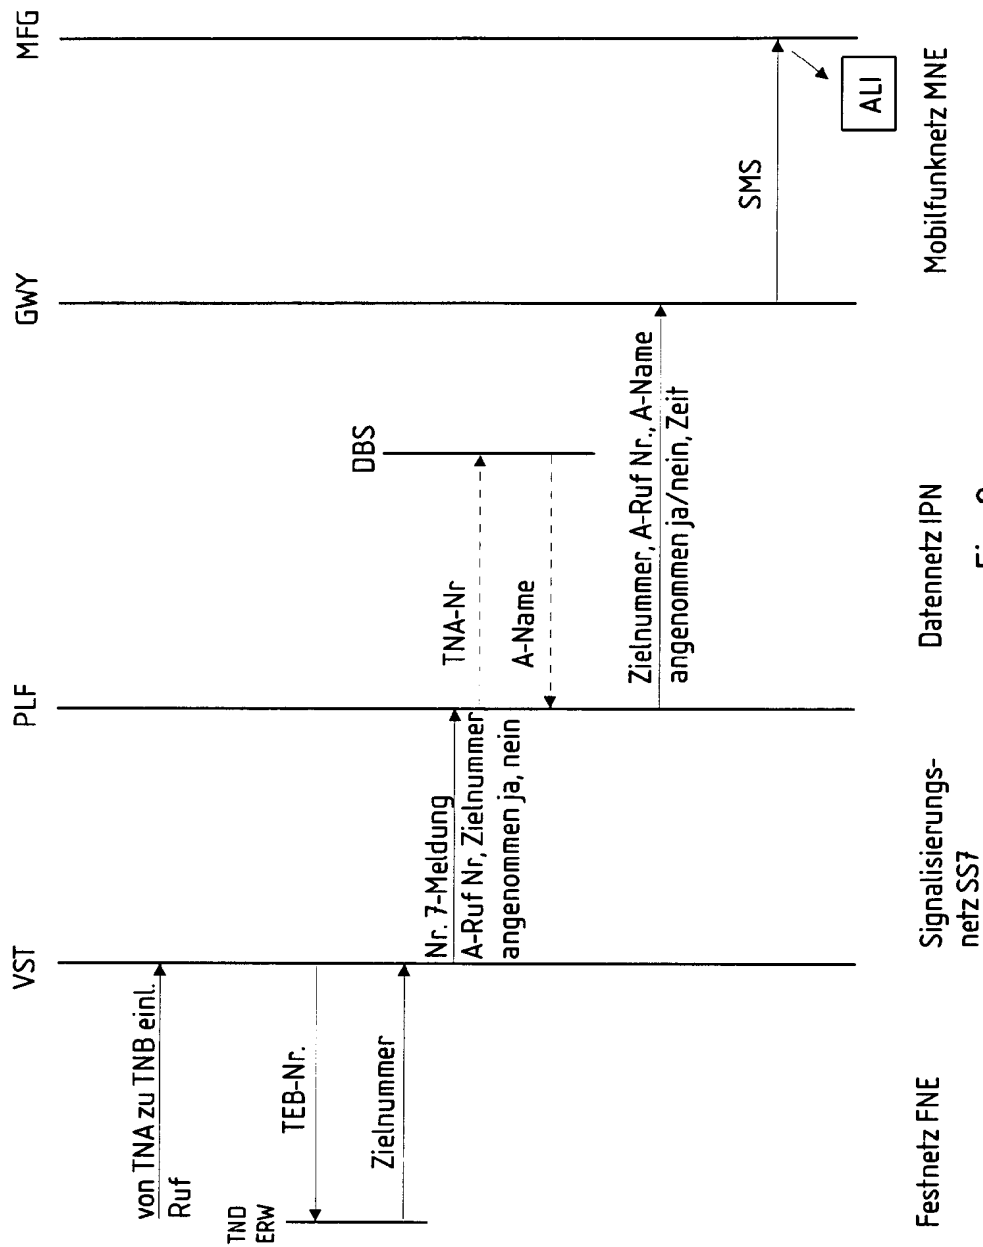 VST
PLF
GWY
MFG
von TNA zu TNB einl.
Ruf
TND
ERW
TEB-Nr.
Zielnummer
Nr. 7-Meldung
A-Ruf Nr, Zielnummer
angenommen ja, nein
DBS
TNA-Nr
A-Name
Zielnummer, A-Ruf Nr., A-Name
angenommen ja/nein, Zeit
SMS
ALI
Festnetz FNE
Signalisierungs-
netz SS7
Datennetz IPN
Mobilfunknetz MNE